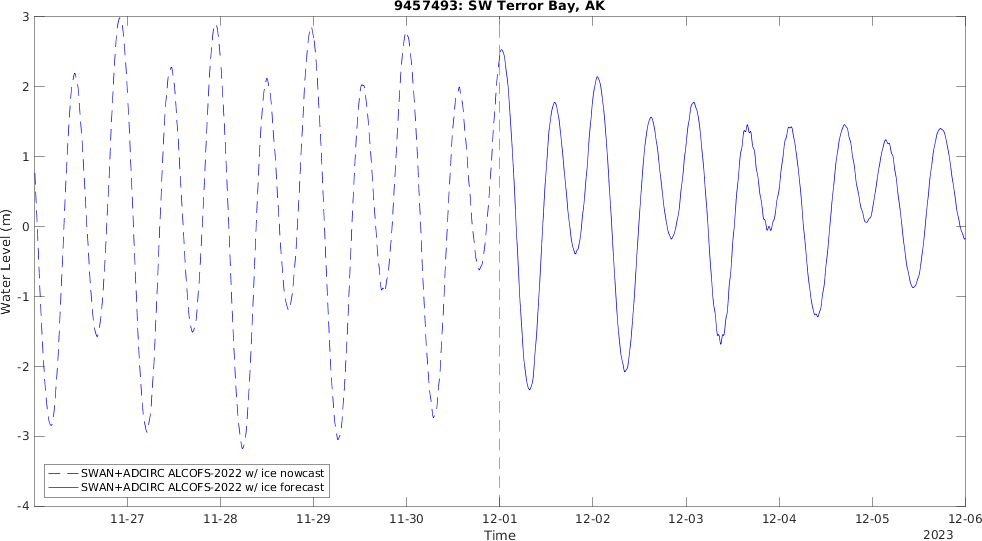 9457493: SW Terror Bay, AK
Water Level (m)
3
2
1
0
-1
-2
-3
-4
SWAN+ADCIRC ALCOFS-2022 w/ ice nowcast
SWAN+ADCIRC ALCOFS-2022 w/ ice forecast
11-27 11-28 11-29 11-30 12-01 12-02 12-03 12-04 12-05 12-06
Time
2023